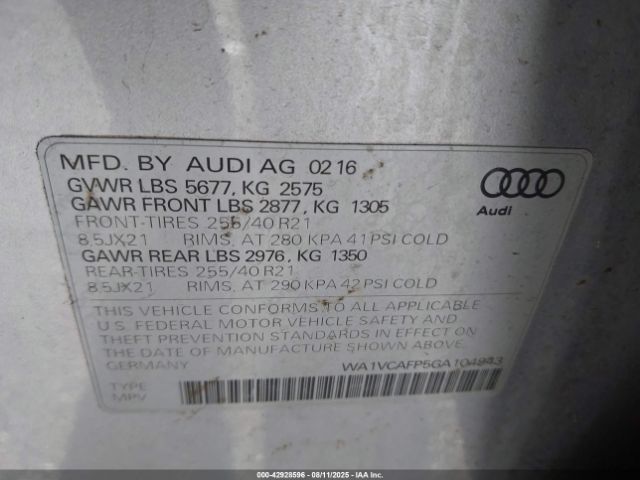 MFD. BY AUDI AG 02 16
GVWR LBS 5677, KG 2575
GAWR FRONT LBS 2877, KG 1305
FRONT-TIRES 255/40 R21
8.5JX21 RIMS, AT 280 KPA 41 PSI COLD
GAWR REAR LBS 2976, KG 1350
REAR-TIRES 255/40 R21
8.5JX21 RIMS, AT 290 KPA 42 PSI COLD
Audi
THIS VEHICLE CONFORMS TO ALL APPLICABLE
U.S. FEDERAL MOTOR VEHICLE SAFETY AND
THEFT PREVENTION STANDARDS IN EFFECT ON
THE DATE OF MANUFACTURE SHOWN ABOVE.
GERMANY WA1VCAFP5GA104943
TYPE
MPV
000-42928596 - 08/11/2025 - IAAI Corp